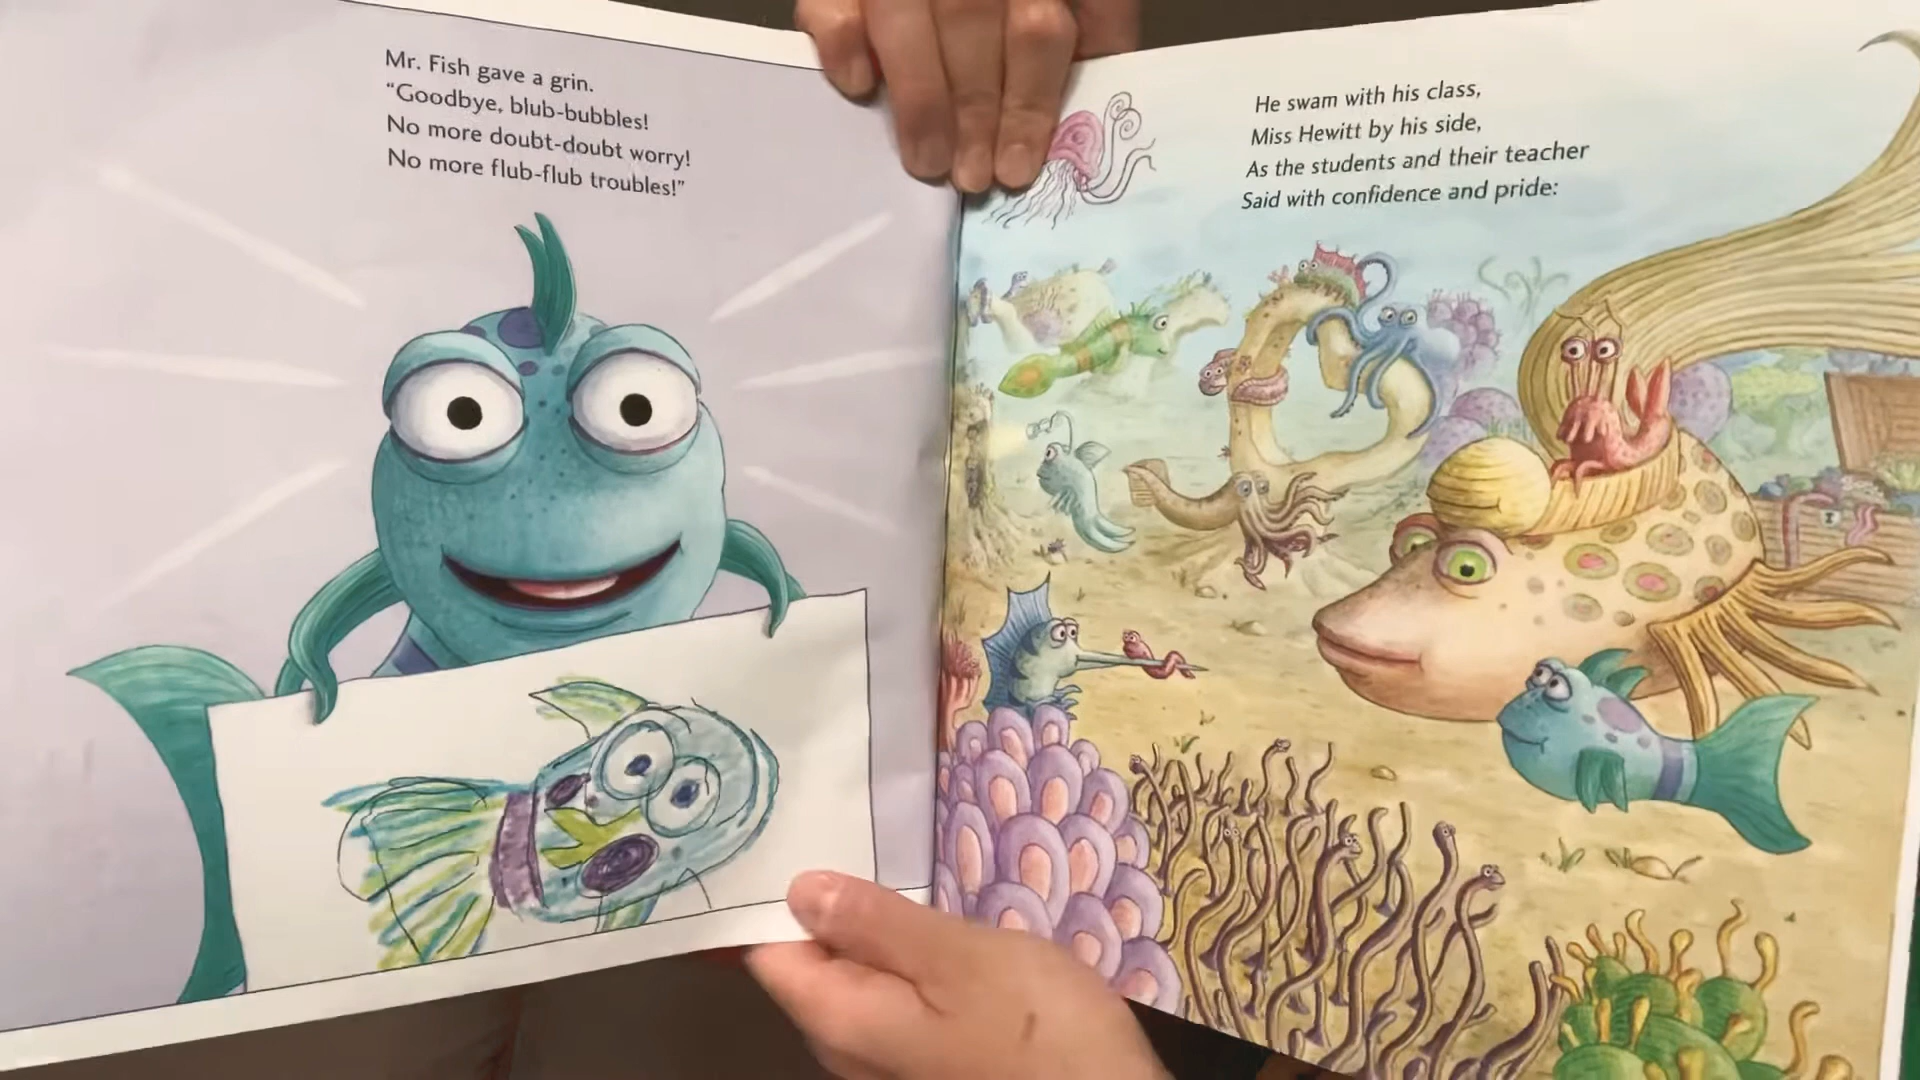 Mr. Fish gave a grin.
“Goodbye, blub-bubbles!
No more doubt-doubt worry!
No more flub-flub troubles!”
He swam with his class,
Miss Hewitt by his side,
As the students and their teacher
Said with confidence and pride: